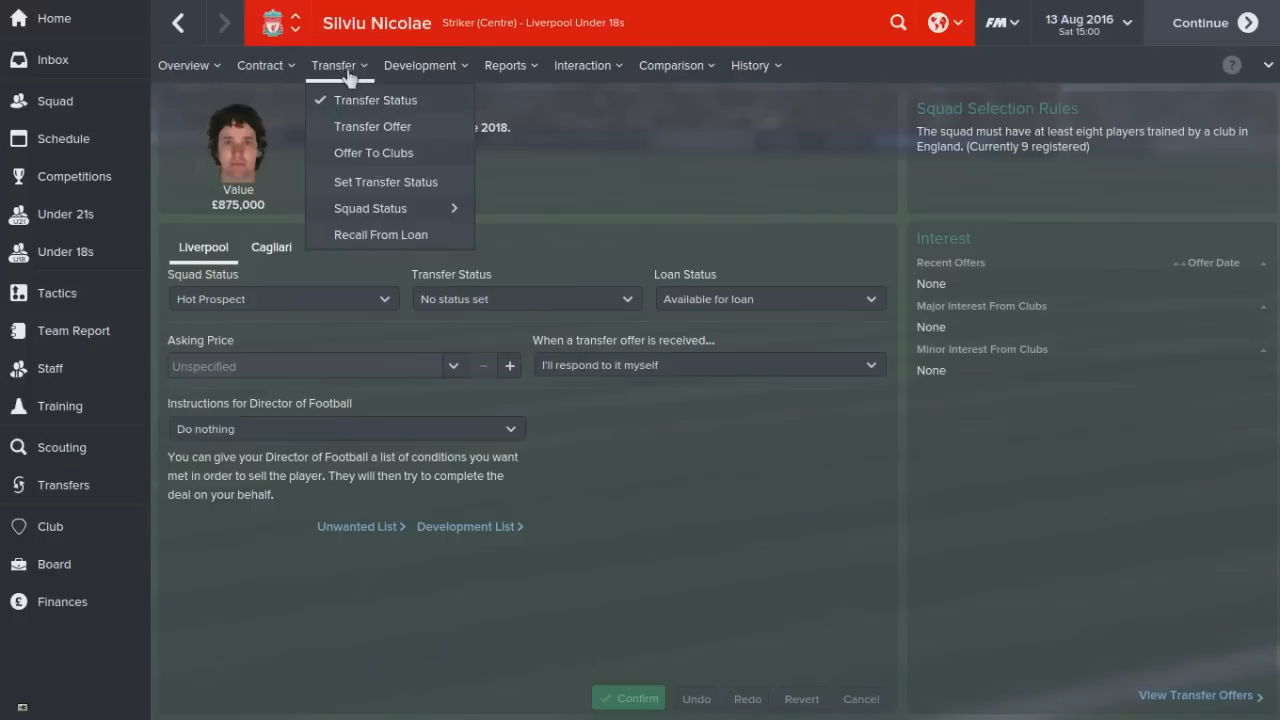 Home
Inbox
Squad
Schedule
Competitions
Under 21s
Under 18s
Tactics
Team Report
Staff
Training
Scouting
Transfers
Club
Board
Finances
Silviu Nicolae
Striker (Centre) - Liverpool Under 18s
FM
13 Aug 2016
Sat 15:00
Continue
Overview
Contract
Transfer
Development
Reports
Interaction
Comparison
History
?
Transfer Status
Transfer Offer
Offer To Clubs
Set Transfer Status
Squad Status
Recall From Loan
2018.
Value
£875,000
Liverpool
Cagliari
Squad Status
Transfer Status
Loan Status
Hot Prospect
No status set
Available for loan
Asking Price
When a transfer offer is received...
Unspecified
I'll respond to it myself
Instructions for Director of Football
Do nothing
You can give your Director of Football a list of conditions you want
met in order to sell the player. They will then try to complete the
deal on your behalf.
Unwanted List
Development List
Confirm
Undo
Redo
Revert
Cancel
Squad Selection Rules
The squad must have at least eight players trained by a club in
England. (Currently 9 registered)
Interest
Recent Offers
Offer Date
None
Major Interest From Clubs
None
Minor Interest From Clubs
None
View Transfer Offers